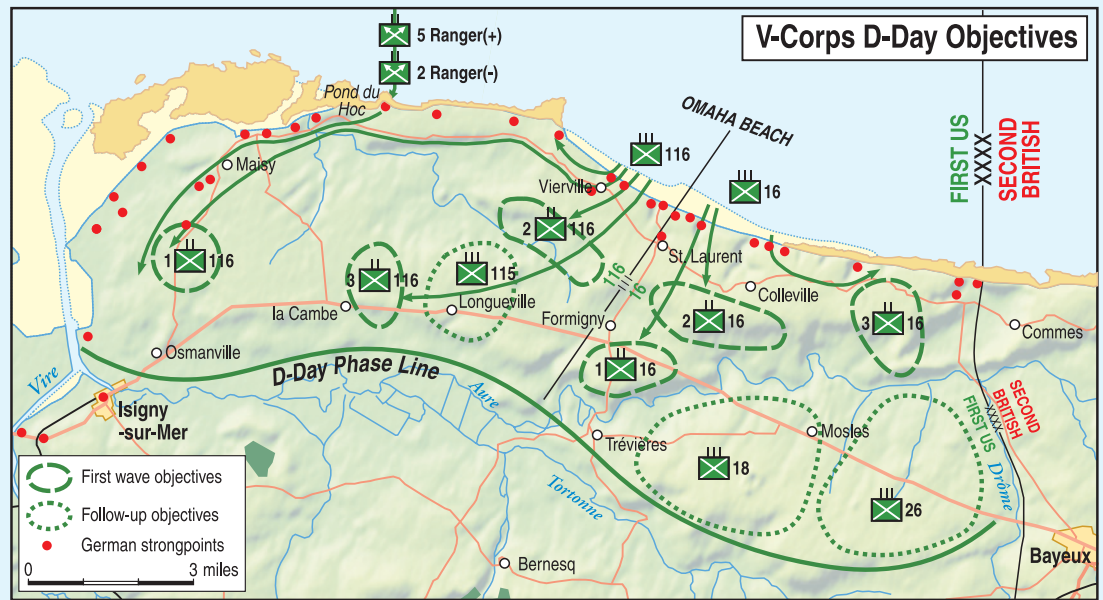 V-Corps D-Day Objectives
5 Ranger(+)
2 Ranger(-)
Pond du
Hoc
OMAHA BEACH
FIRST US
XXXX
SECOND
BRITISH
Maisy
116
16
Vierville
2 116
St. Laurent
1 116
3 116
115
116
16
Colleville
la Cambe
Longueville
Formigny
2 16
3 16
Commes
Osmanville
D-Day Phase Line
1 16
Vire
Aure
Isigny
-sur-Mer
SECOND
BRITISH
XXXX
FIRST US
Trévières
Mosles
18
26
Tortonne
Drôme
Bayeux
Bernesq
First wave objectives
Follow-up objectives
German strongpoints
0 3 miles